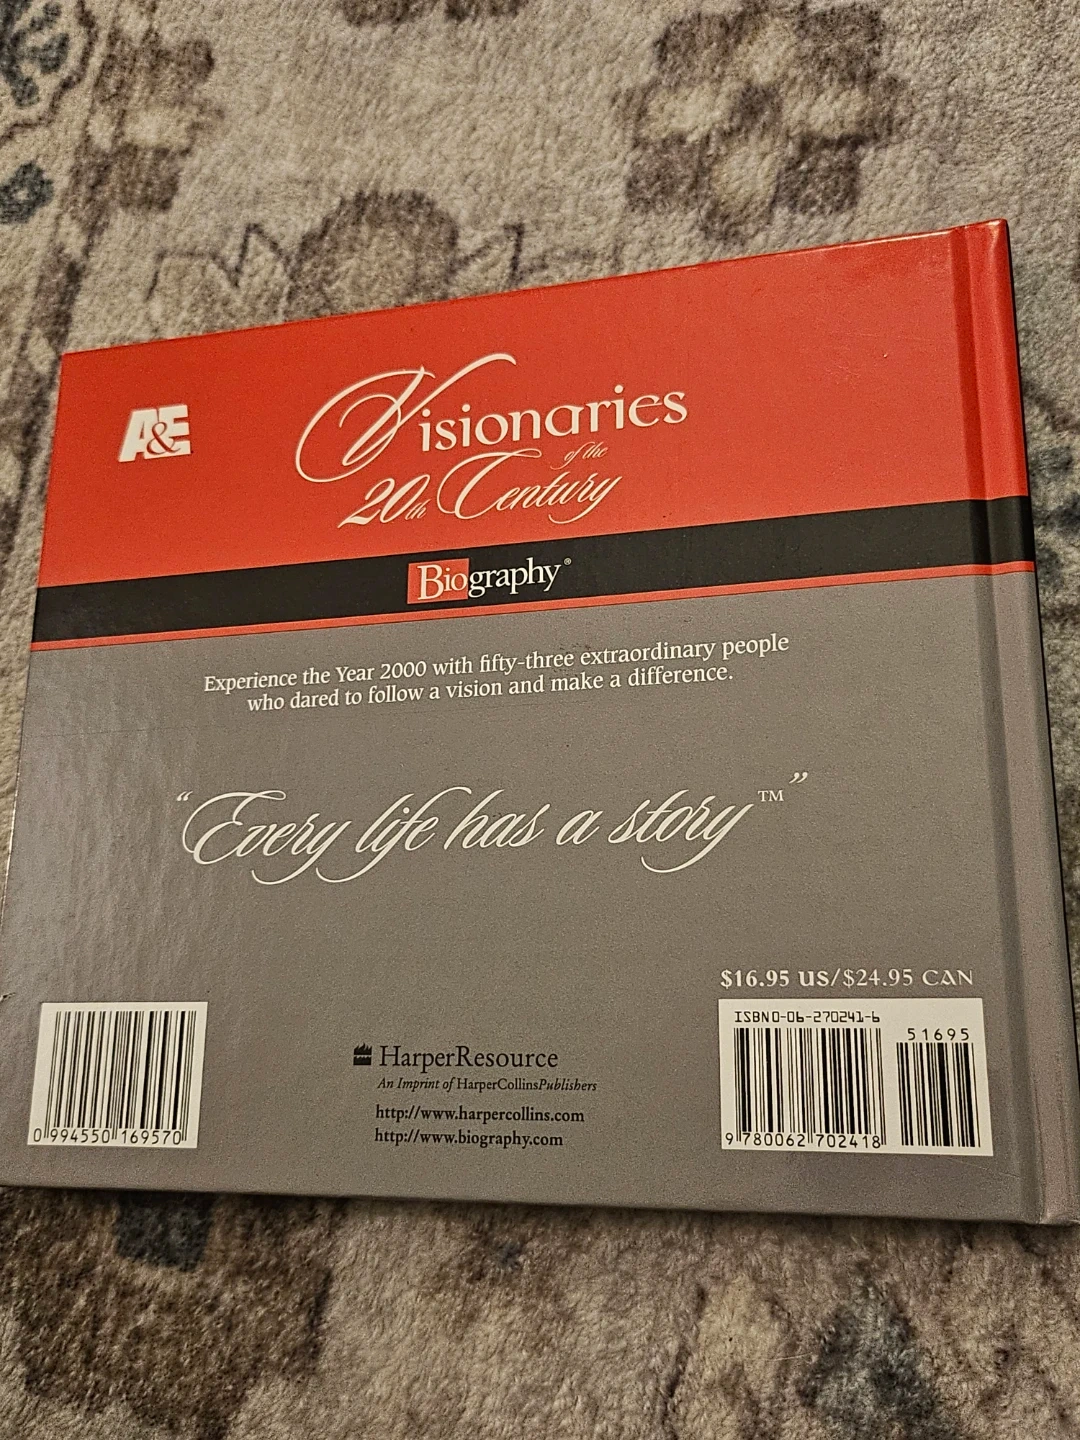 A&E
Visionaries
of the
20th Century
Biography®
Experience the Year 2000 with fifty-three extraordinary people
who dared to follow a vision and make a difference.
“Every life has a story™”
$16.95 US/$24.95 CAN
ISBN 0-06-270241-6
51695
9 780062 702418
0 994550 169570
HarperResource
An Imprint of HarperCollinsPublishers
http://www.harpercollins.com
http://www.biography.com